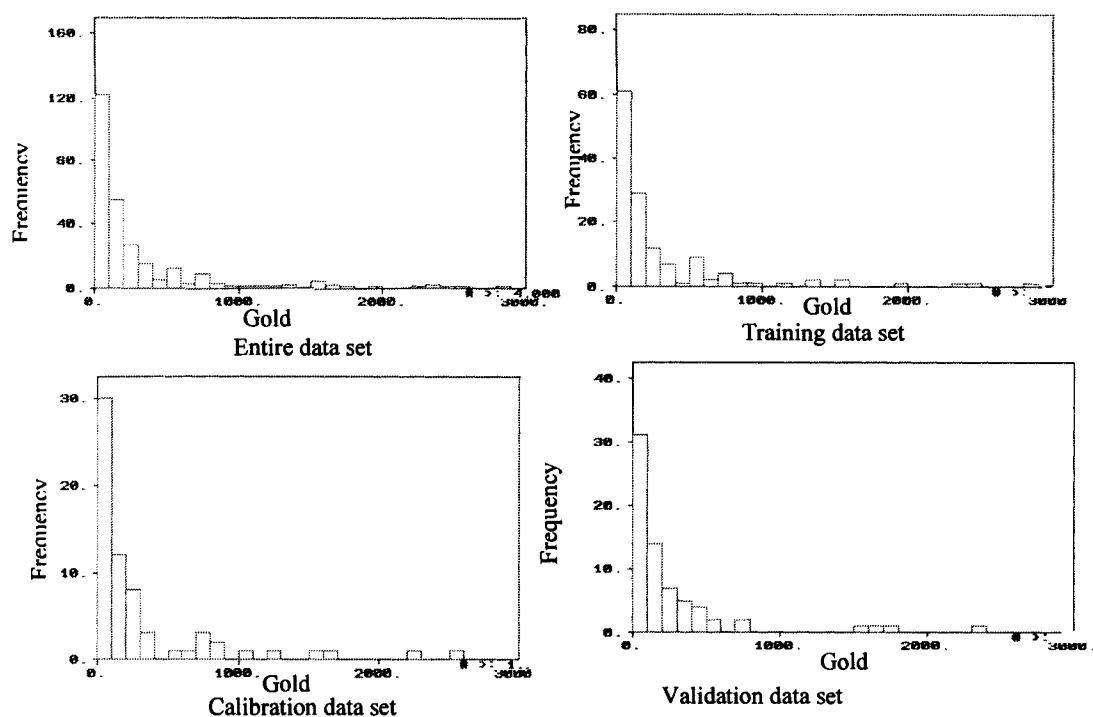 160.
120.
80.
40.
0.
Frequency
0. 1000. 2000. 3000.
Gold
Entire data set
80.
60.
40.
20.
0.
Frequency
0. 1000. 2000. 3000
Gold
Training data set
30.
20.
10.
0.
Frequency
0. 1000. 2000. 3000
Gold
Calibration data set
40.
30.
20.
10.
0.
Frequency
0. 1000. 2000. 3000.
Gold
Validation data set